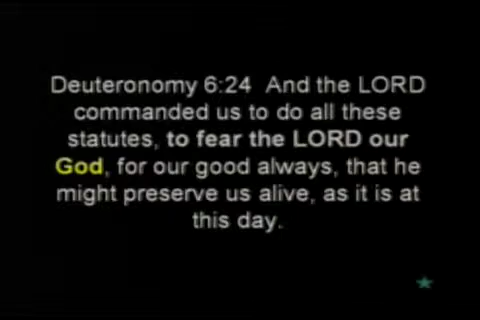 Deuteronomy 6:24  And the LORD
commanded us to do all these
statutes, to fear the LORD our
God, for our good always, that he
might preserve us alive, as it is at
this day.